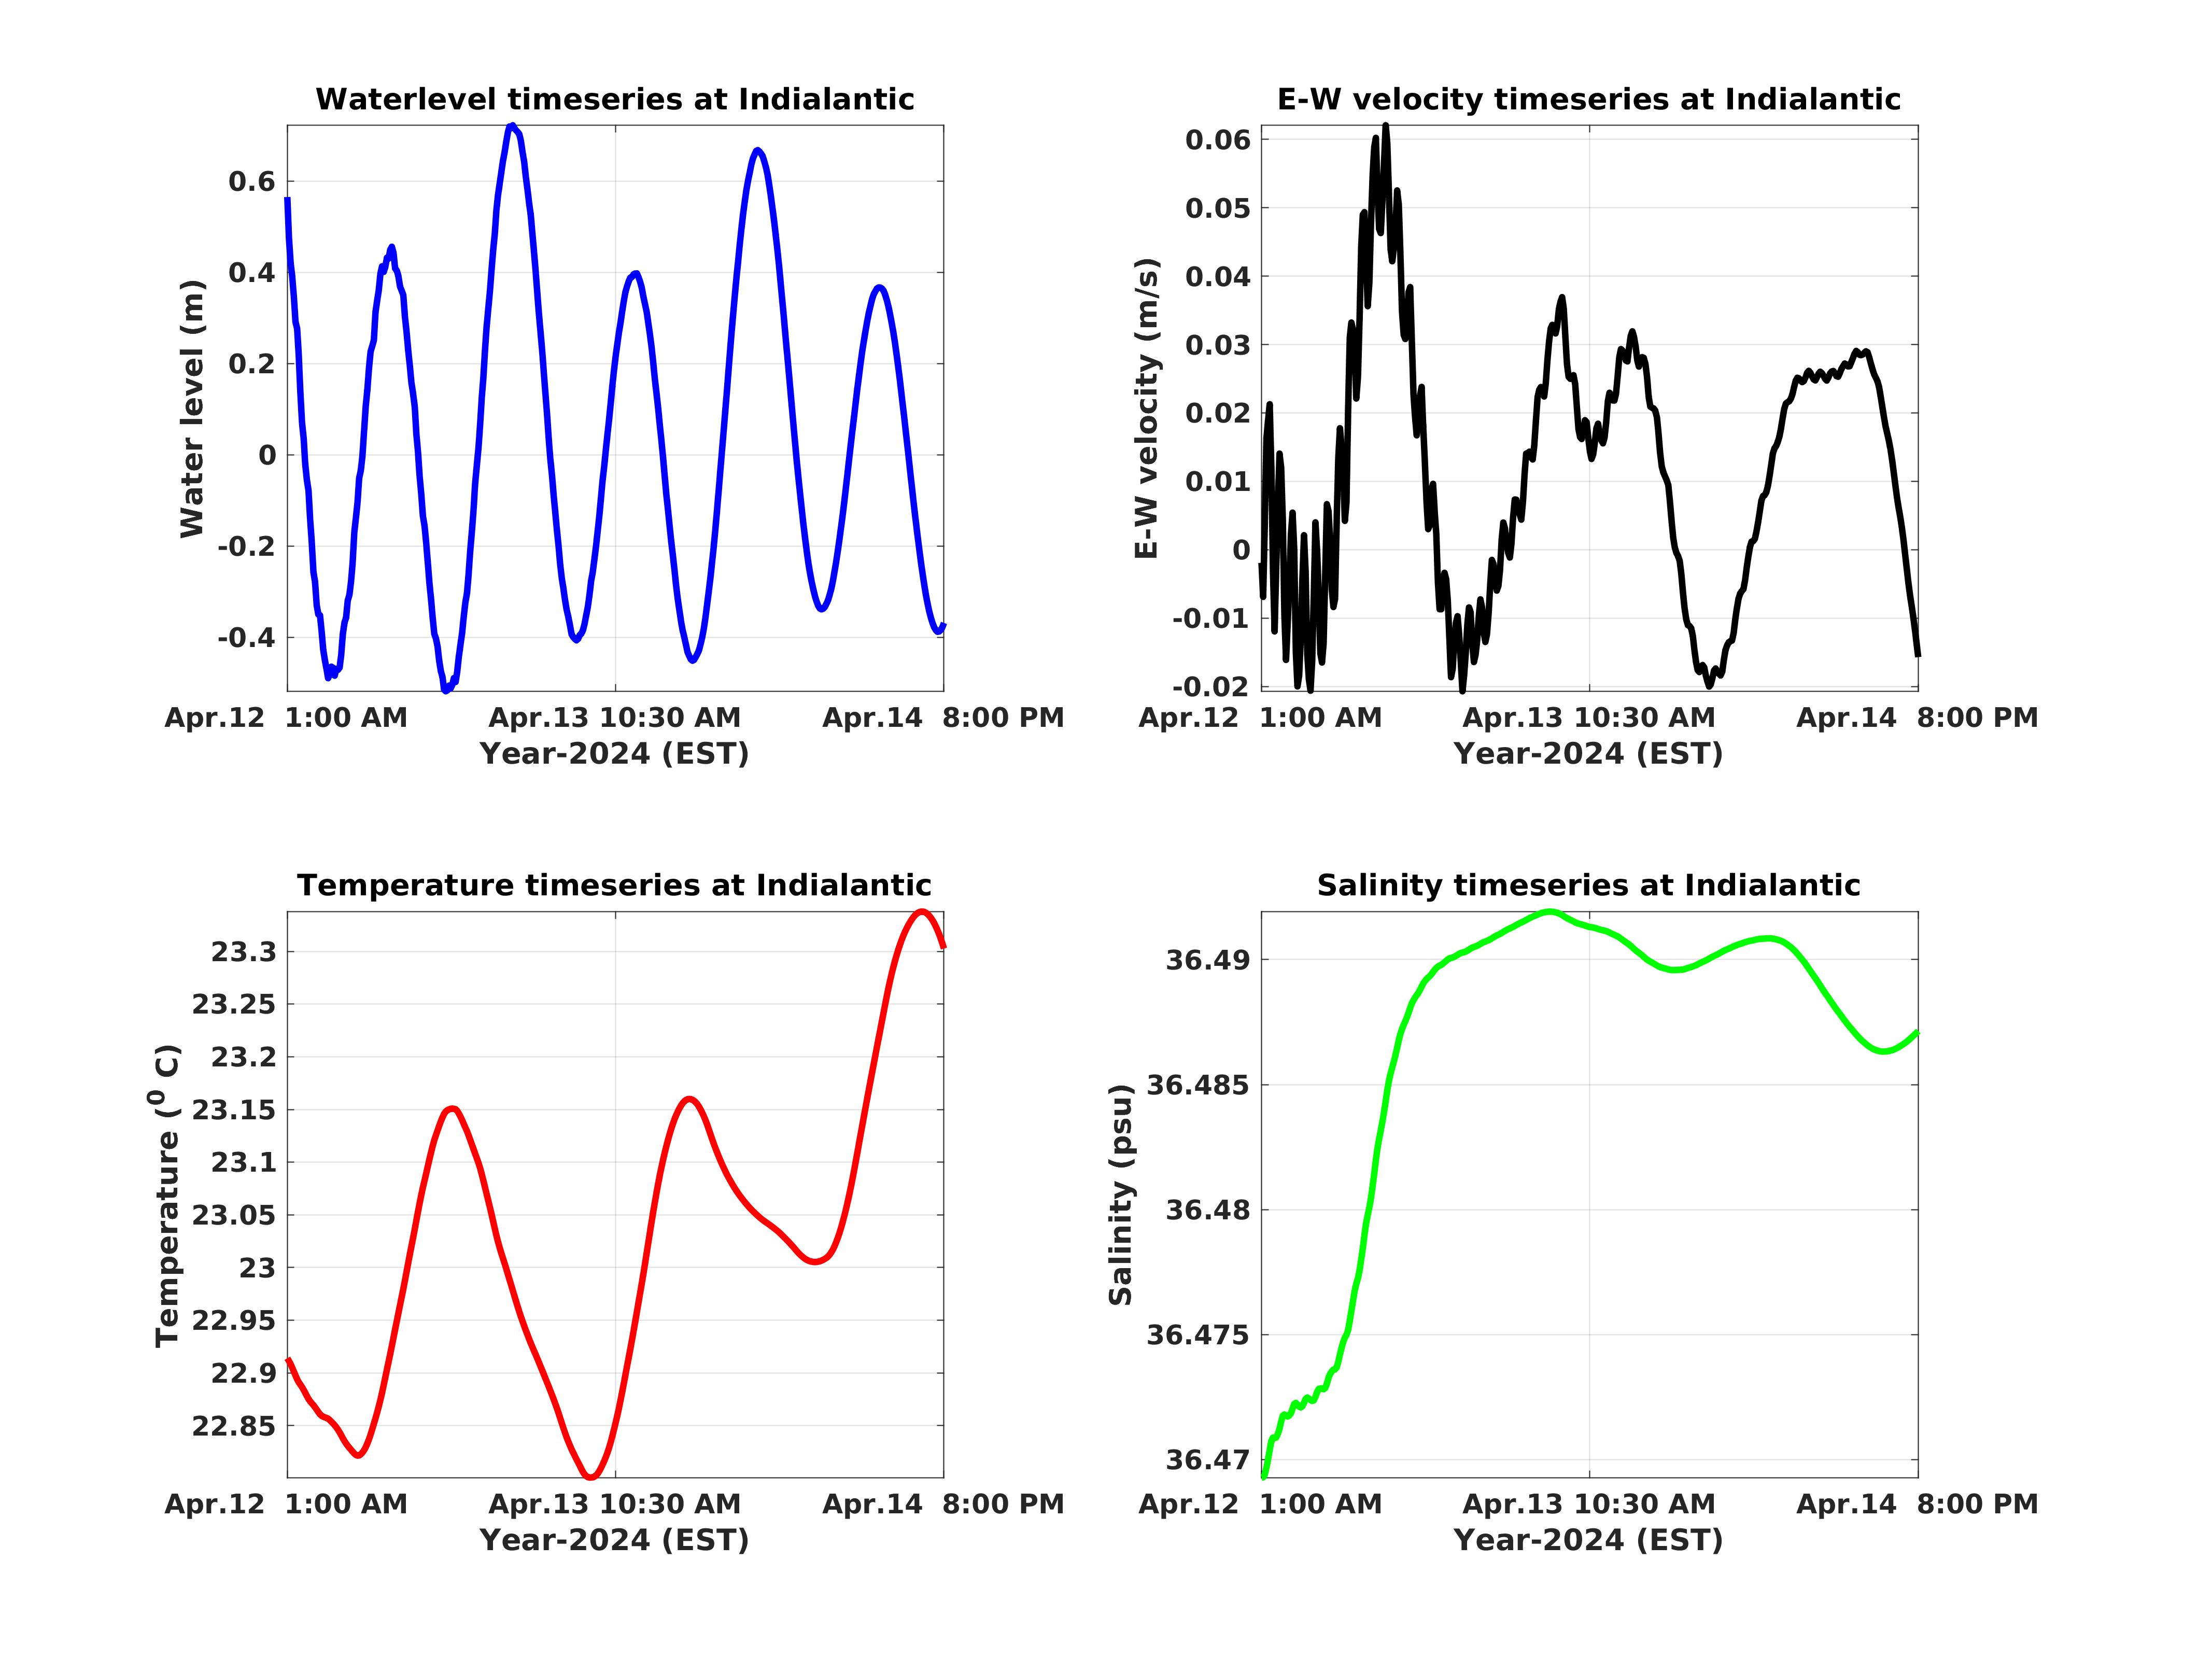 Waterlevel timeseries at Indialantic
0.6
0.4
0.2
0
-0.2
-0.4
Water level (m)
Apr.12 1:00 AM Apr.13 10:30 AM Apr.14 8:00 PM
Year-2024 (EST)
E-W velocity timeseries at Indialantic
0.06
0.05
0.04
0.03
0.02
0.01
0
-0.01
-0.02
E-W velocity (m/s)
Apr.12 1:00 AM Apr.13 10:30 AM Apr.14 8:00 PM
Year-2024 (EST)
Temperature timeseries at Indialantic
23.3
23.25
23.2
23.15
23.1
23.05
23
22.95
22.9
22.85
Temperature (⁰ C)
Apr.12 1:00 AM Apr.13 10:30 AM Apr.14 8:00 PM
Year-2024 (EST)
Salinity timeseries at Indialantic
36.49
36.485
36.48
36.475
36.47
Salinity (psu)
Apr.12 1:00 AM Apr.13 10:30 AM Apr.14 8:00 PM
Year-2024 (EST)